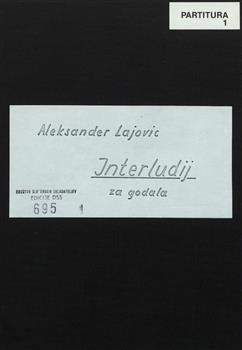 PARTITURA
1
Aleksander Lajovic
Interludij
za godala
DRUŠTVO SLOVENSKIH SKLADATELJEV
EDICIJE DSS
695 1